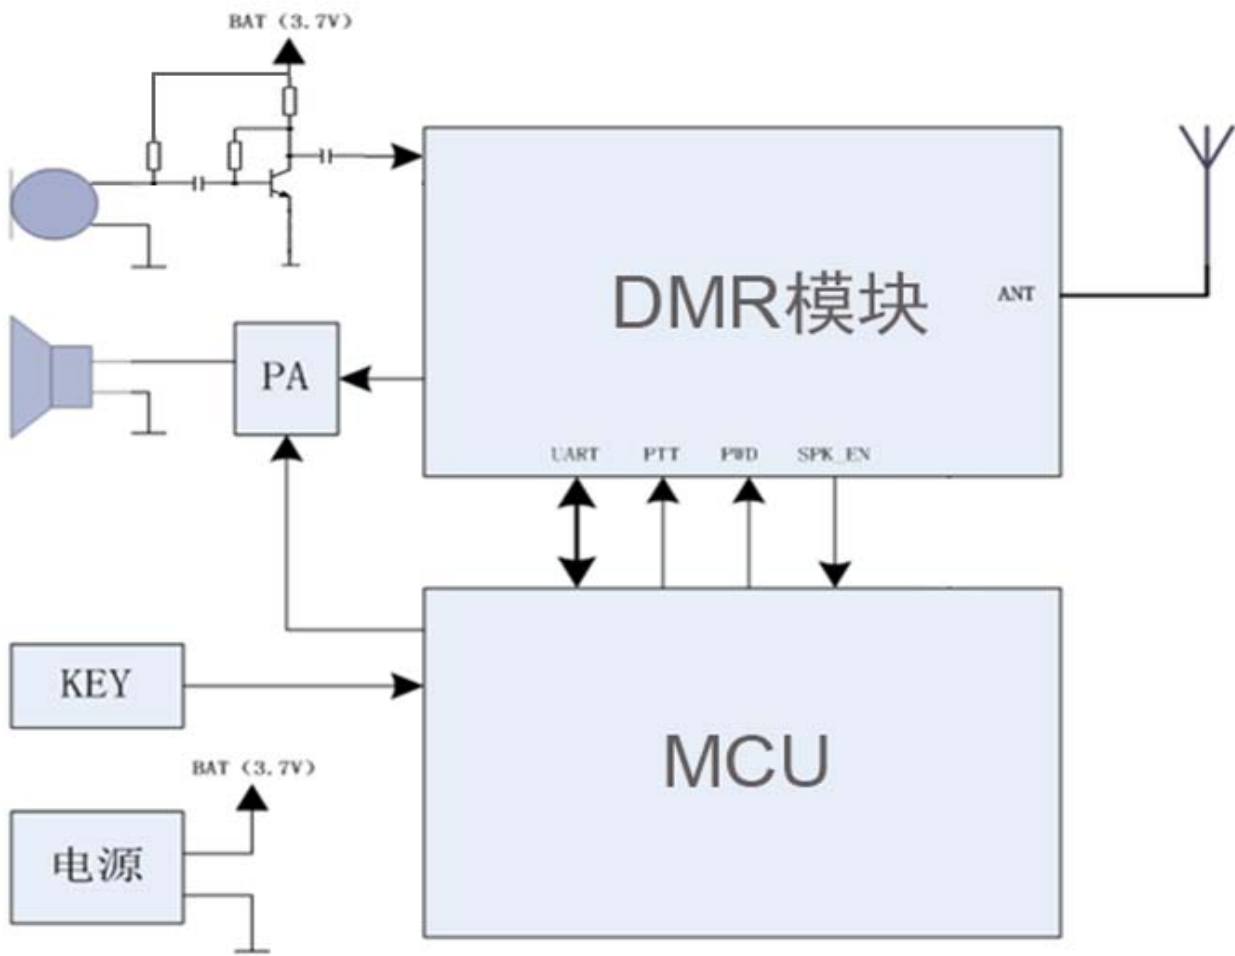 BAT (3.7V)
DMR模块
ANT
PA
UART PTT PWD SPK_EN
KEY
MCU
BAT (3.7V)
电源